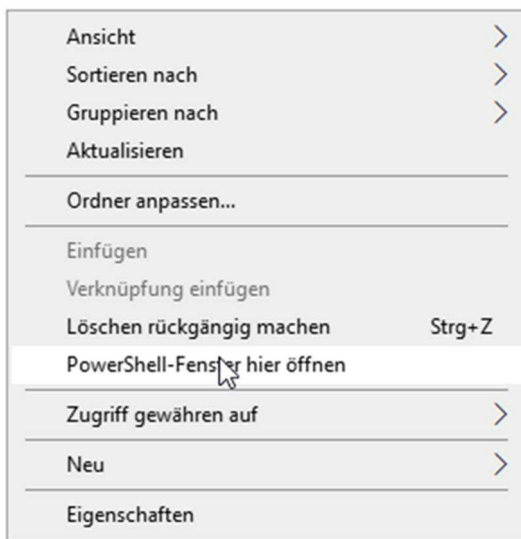 Ansicht
Sortieren nach
Gruppieren nach
Aktualisieren
Ordner anpassen...
Einfügen
Verknüpfung einfügen
Löschen rückgängig machen Strg+Z
PowerShell-Fenster hier öffnen
Zugriff gewähren auf
Neu
Eigenschaften